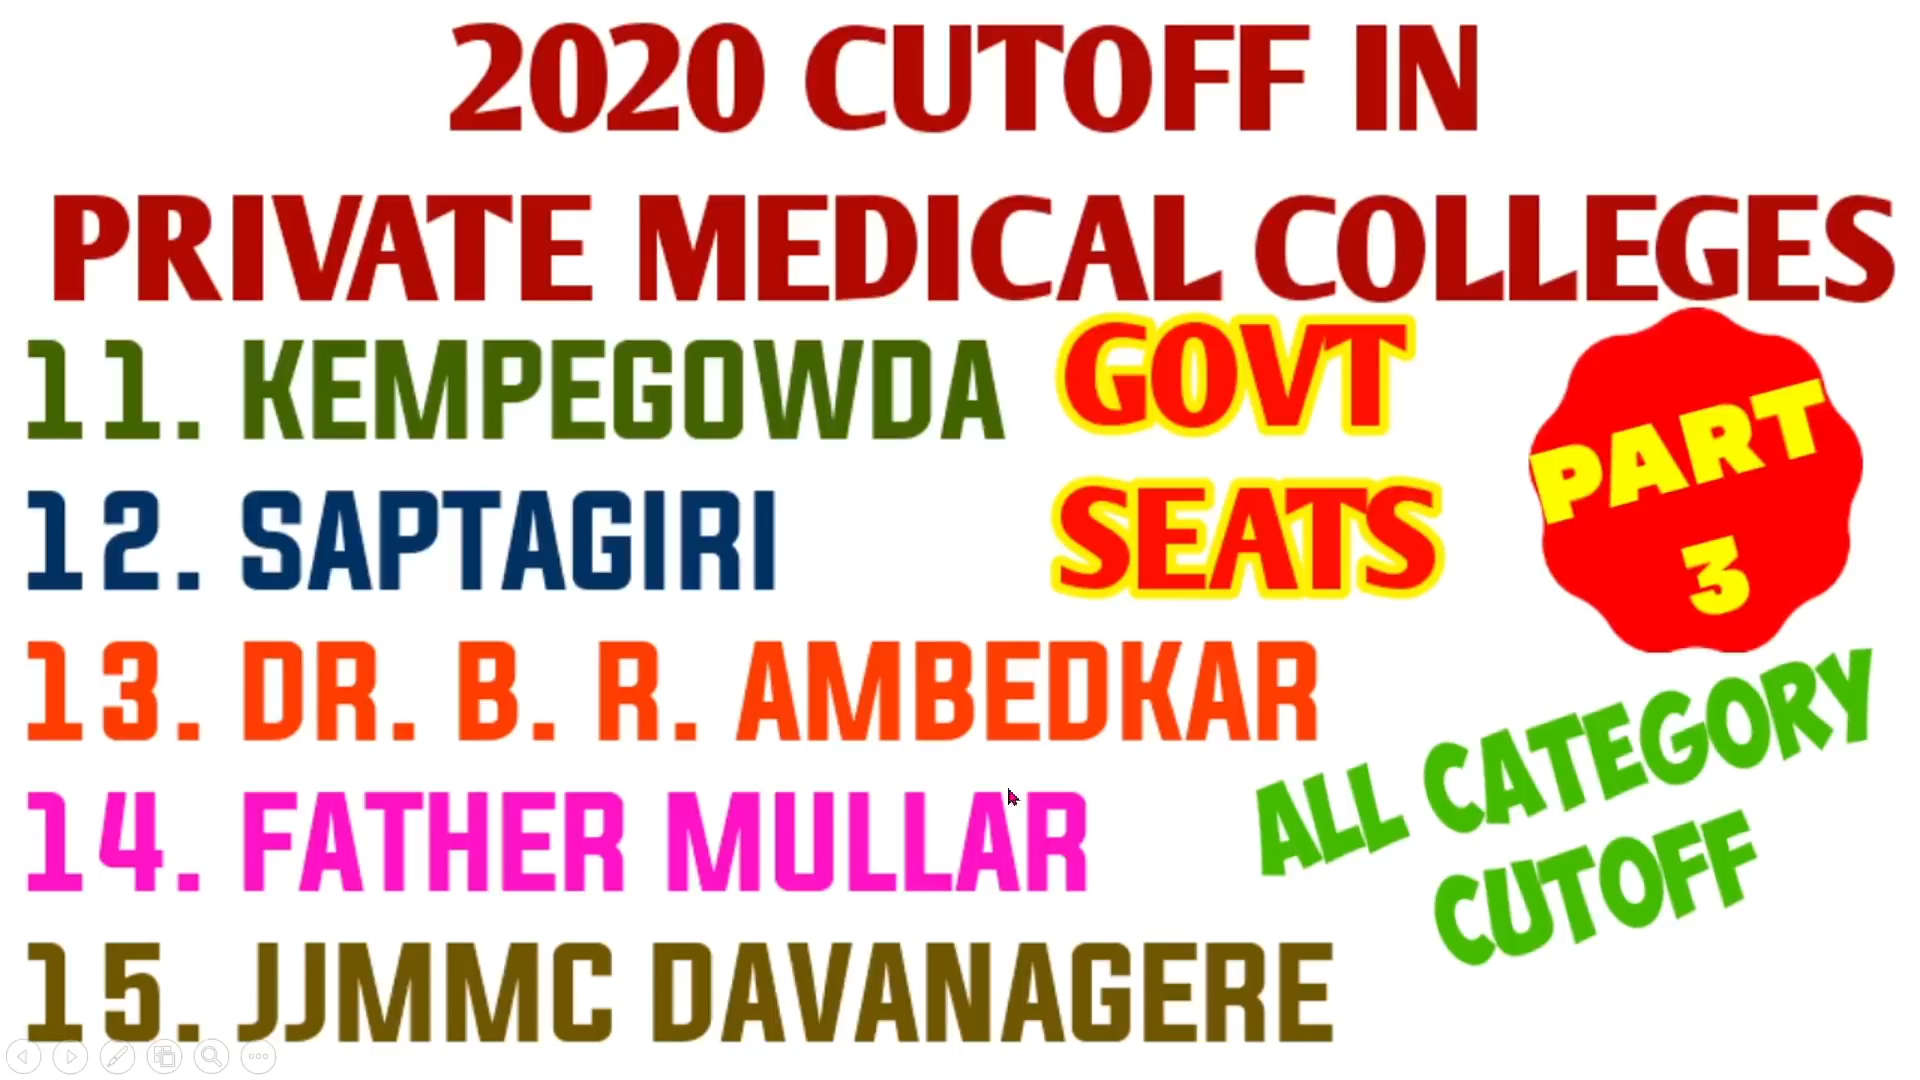 2020 CUTOFF IN
PRIVATE MEDICAL COLLEGES
11. KEMPEGOWDA
12. SAPTAGIRI
13. DR. B. R. AMBEDKAR
14. FATHER MULLAR
15. JJMMC DAVANAGERE
GOVT
SEATS
PART
3
ALL CATEGORY
CUTOFF